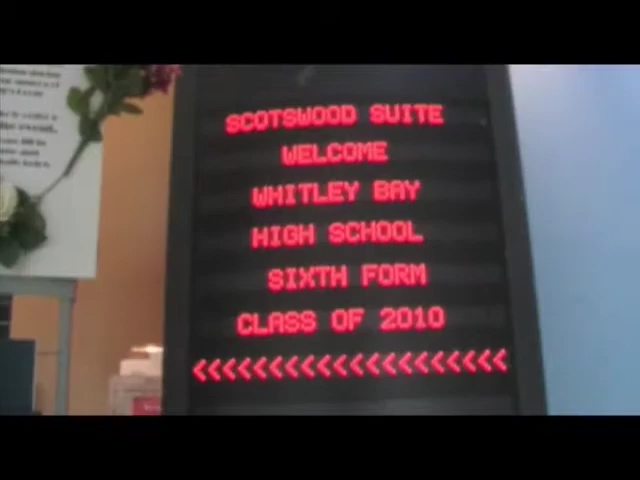 SCOTSWOOD SUITE
WELCOME
WHITLEY BAY
HIGH SCHOOL
SIXTH FORM
CLASS OF 2010
<<<<<<<<<<<<<<<<<<<<